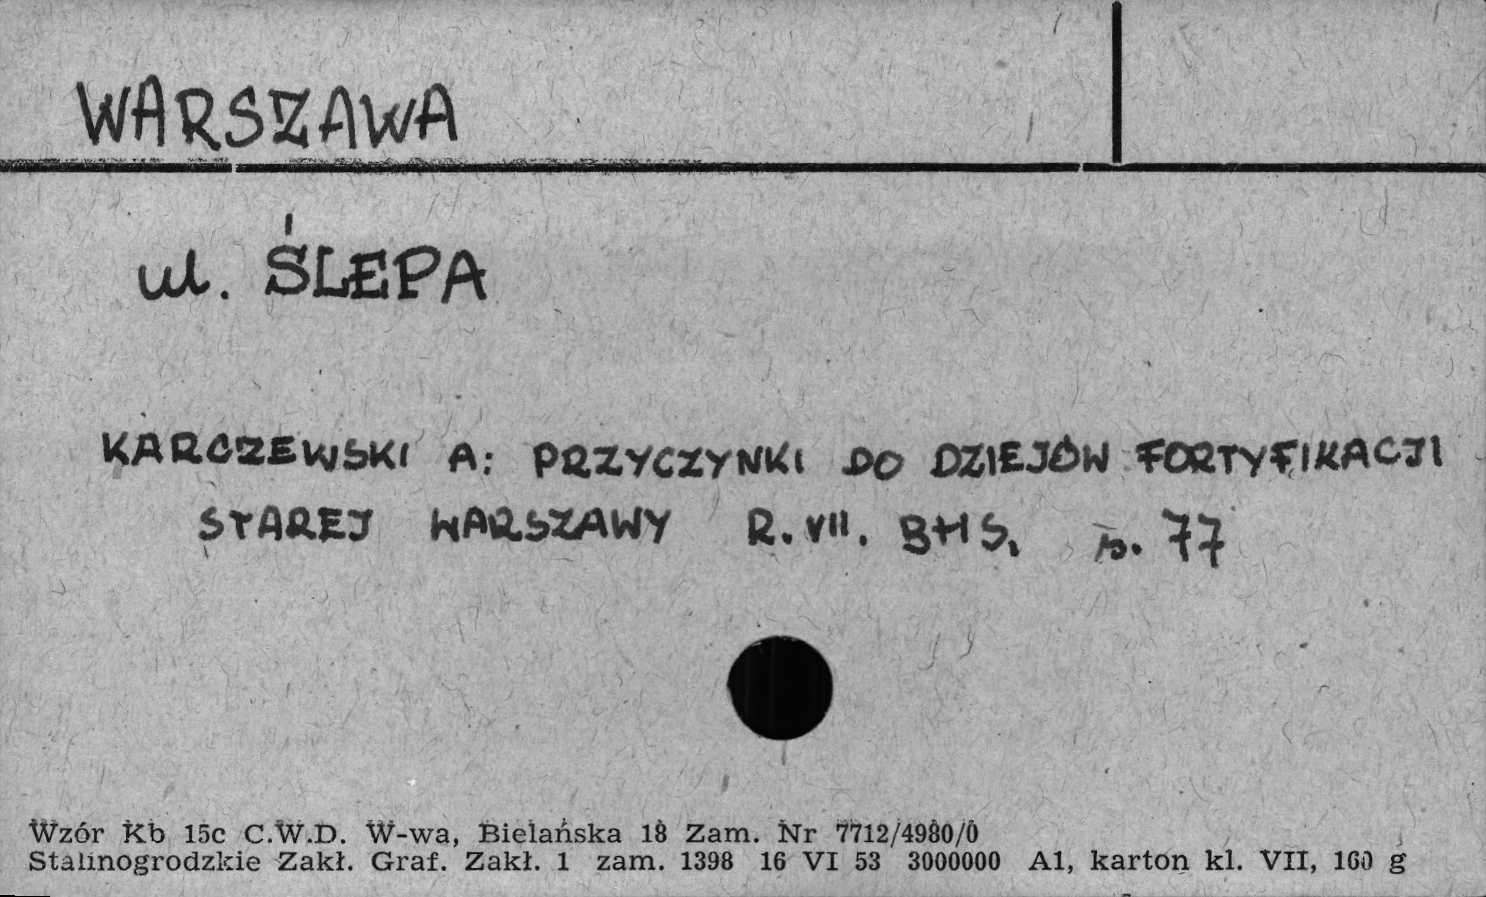 WARSZAWA
ul. ŚLEPA
KARCZEWSKI A: PRZYCZYNKI DO DZIEJÓW FORTYFIKACJI
STAREJ WARSZAWY R. VII. BHS, s. 77
Wzór Kb 15c C.W.D. W-wa, Bielańska 18 Zam. Nr 7712/4980/0
Stalinogrodzkie Zakł. Graf. Zakł. 1 zam. 1398 16 VI 53 3000000 A1, karton kl. VII, 160 g